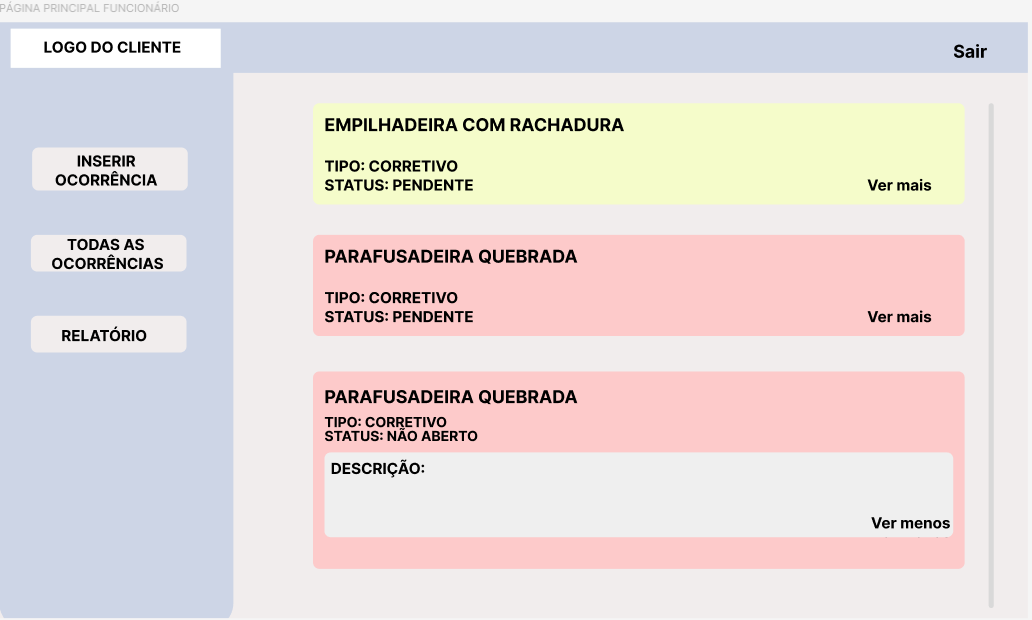 PÁGINA PRINCIPAL FUNCIONÁRIO
LOGO DO CLIENTE
Sair
INSERIR
OCORRÊNCIA
TODAS AS
OCORRÊNCIAS
RELATÓRIO
EMPILHADEIRA COM RACHADURA
TIPO: CORRETIVO
STATUS: PENDENTE
Ver mais
PARAFUSADEIRA QUEBRADA
TIPO: CORRETIVO
STATUS: PENDENTE
Ver mais
PARAFUSADEIRA QUEBRADA
TIPO: CORRETIVO
STATUS: NÃO ABERTO
DESCRIÇÃO:
Ver menos